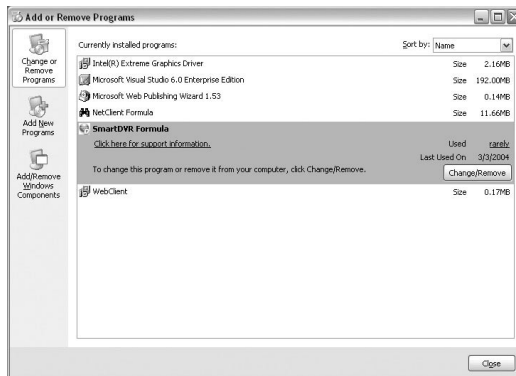 Add or Remove Programs
Change or
Remove
Programs
Add New
Programs
Add/Remove
Windows
Components
Currently installed programs:
Sort by: Name
Intel(R) Extreme Graphics Driver Size 2.16MB
Microsoft Visual Studio 6.0 Enterprise Edition Size 192.00MB
Microsoft Web Publishing Wizard 1.53 Size 0.14MB
NetClient Formula Size 11.66MB
SmartDVR Formula
Click here for support information. Used rarely
Last Used On 3/3/2004
To change this program or remove it from your computer, click Change/Remove. Change/Remove
WebClient Size 0.17MB
Close